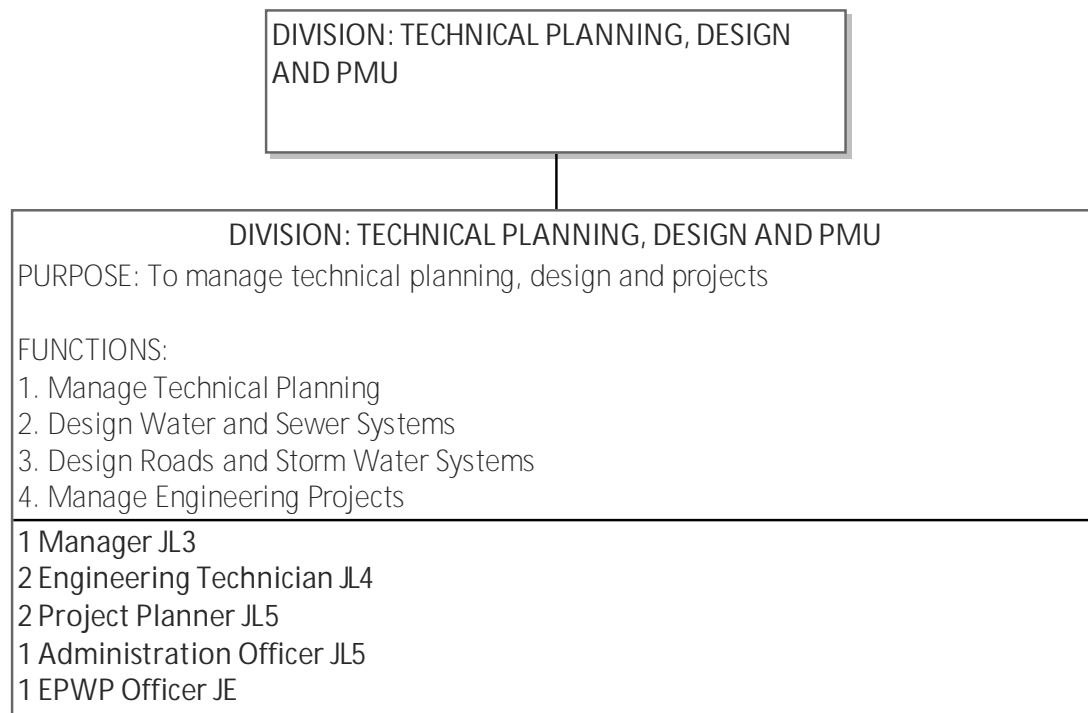 DIVISION: TECHNICAL PLANNING, DESIGN
AND PMU
DIVISION: TECHNICAL PLANNING, DESIGN AND PMU
PURPOSE: To manage technical planning, design and projects
FUNCTIONS:
1. Manage Technical Planning
2. Design Water and Sewer Systems
3. Design Roads and Storm Water Systems
4. Manage Engineering Projects
1 Manager JL3
2 Engineering Technician JL4
2 Project Planner JL5
1 Administration Officer JL5
1 EPWP Officer JE